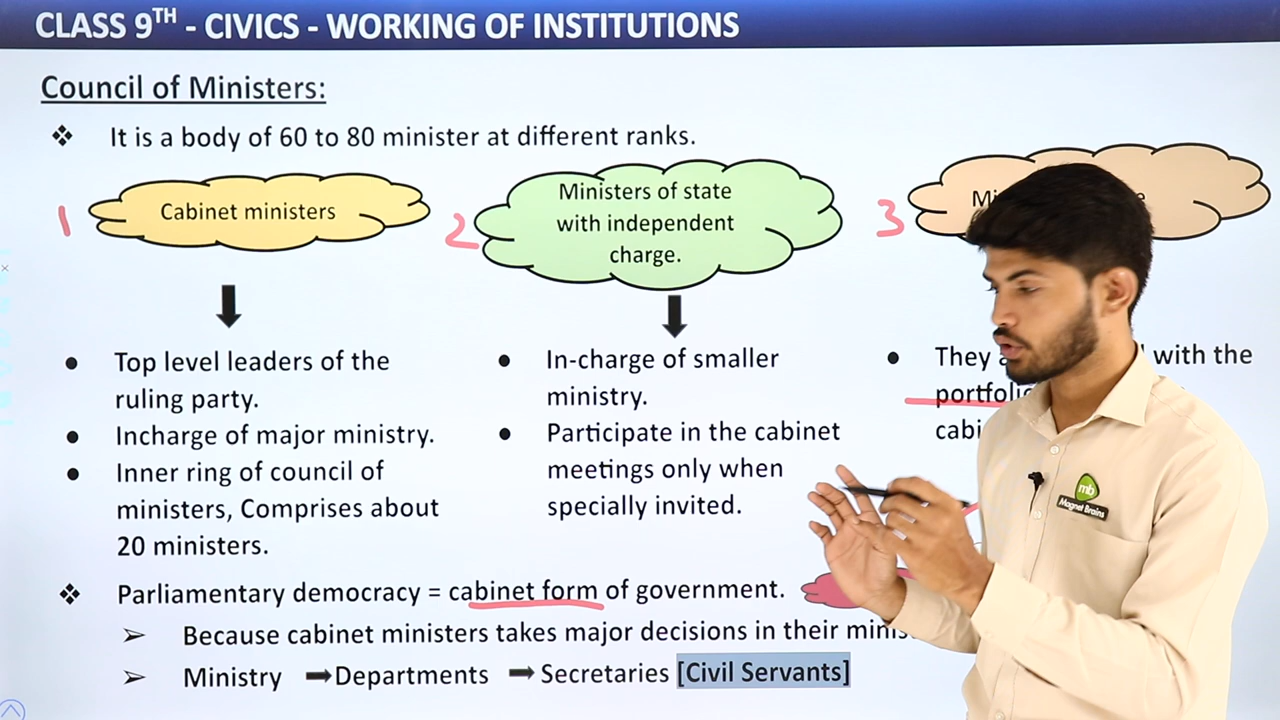 CLASS 9TH - CIVICS - WORKING OF INSTITUTIONS
Council of Ministers:
It is a body of 60 to 80 minister at different ranks.
1
Cabinet ministers
2
Ministers of state
with independent
charge.
3
Top level leaders of the
ruling party.
Incharge of major ministry.
Inner ring of council of
ministers, Comprises about
20 ministers.
In-charge of smaller
ministry.
Participate in the cabinet
meetings only when
specially invited.
They with the
Parliamentary democracy = cabinet form of government.
Because cabinet ministers takes major decisions in their
Ministry Departments Secretaries [Civil Servants]
mb
Magnet Brains